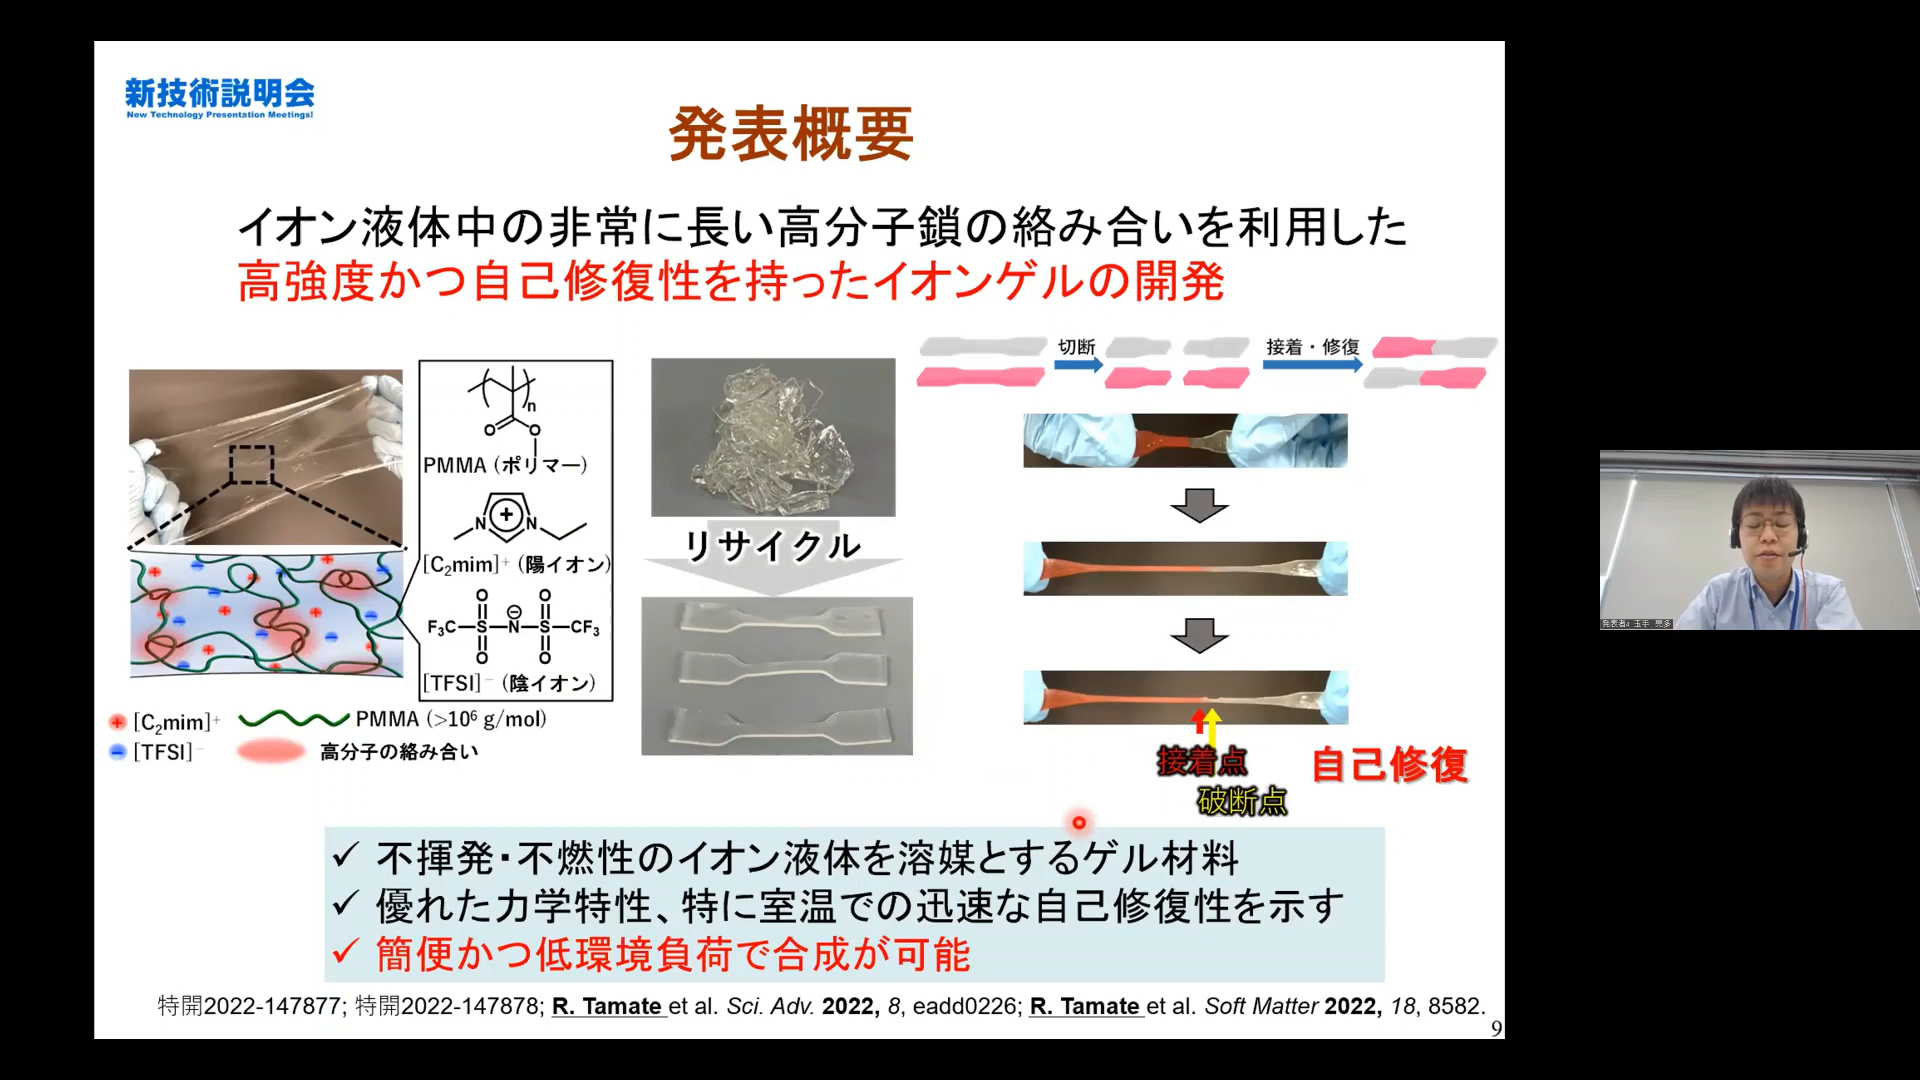 新技術説明会
New Technology Presentation Meetings!
発表概要
イオン液体中の非常に長い高分子鎖の絡み合いを利用した
高強度かつ自己修復性を持ったイオンゲルの開発
n
O
O
PMMA (ポリマー)
N + N
[C₂mim]⁺ (陽イオン)
O O
F₃C-S-N-S-CF₃
O O
[TFSI]⁻ (陰イオン)
[C₂mim]⁺
PMMA (>10⁶ g/mol)
[TFSI]⁻
高分子の絡み合い
リサイクル
切断
接着・修復
接着点
破断点
自己修復
✓ 不揮発・不燃性のイオン液体を溶媒とするゲル材料
✓ 優れた力学特性、特に室温での迅速な自己修復性を示す
✓ 簡便かつ低環境負荷で合成が可能
特開2022-147877; 特開2022-147878; R. Tamate et al. Sci. Adv. 2022, 8, eadd0226; R. Tamate et al. Soft Matter 2022, 18, 8582.
9
発表者4 玉手 亮多